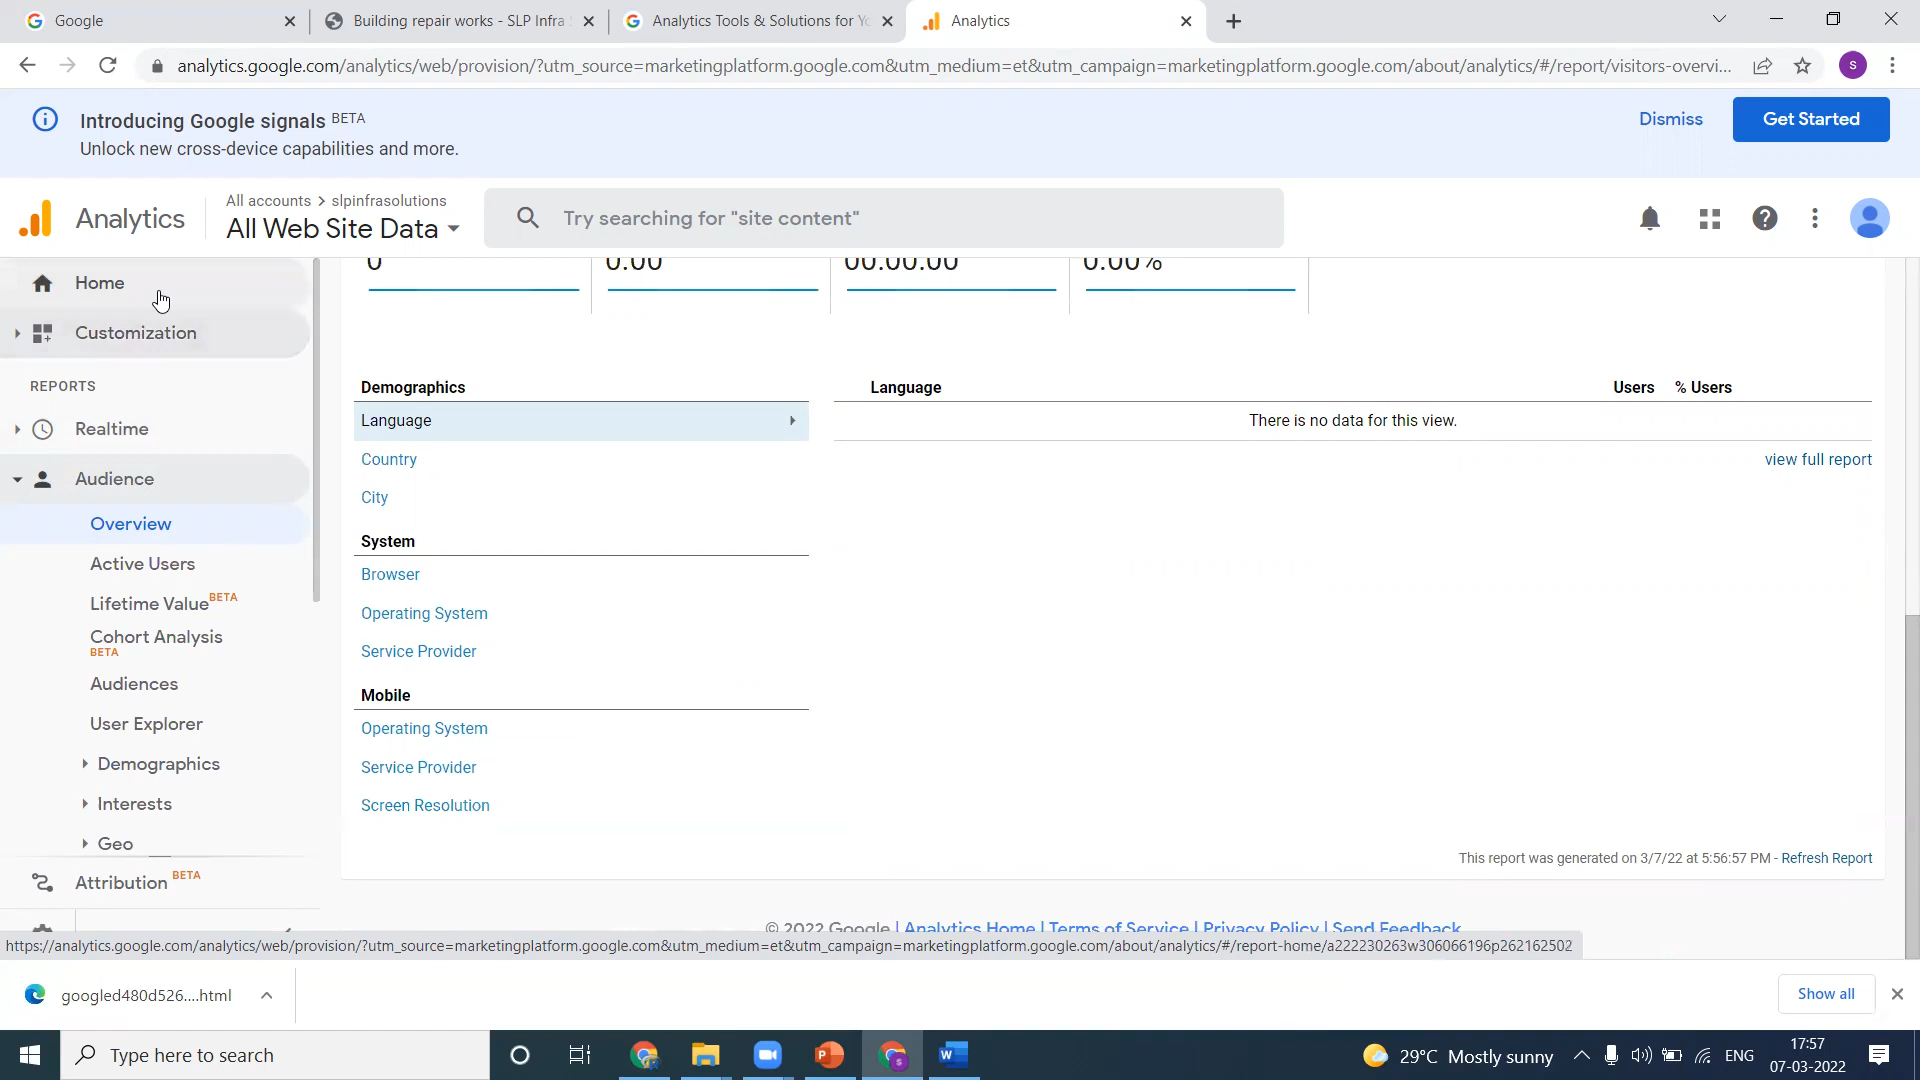 Google
Building repair works - SLP Infra
Analytics Tools & Solutions for Yo
Analytics
analytics.google.com/analytics/web/provision/?utm_source=marketingplatform.google.com&utm_medium=et&utm_campaign=marketingplatform.google.com/about/analytics/#/report/visitors-overvi...
s
Introducing Google signals BETA
Unlock new cross-device capabilities and more.
Dismiss
Get Started
Analytics
All accounts > slpinfrasolutions
All Web Site Data
Try searching for "site content"
Home
Customization
REPORTS
Realtime
Audience
Overview
Active Users
Lifetime Value BETA
Cohort Analysis
BETA
Audiences
User Explorer
Demographics
Interests
Geo
Attribution BETA
0
0.00
00:00:00
0.00%
Demographics
Language
Country
City
System
Browser
Operating System
Service Provider
Mobile
Operating System
Service Provider
Screen Resolution
Language Users % Users
There is no data for this view.
view full report
This report was generated on 3/7/22 at 5:56:57 PM - Refresh Report
© 2022 Google | Analytics Home | Terms of Service | Privacy Policy | Send Feedback
https://analytics.google.com/analytics/web/provision/?utm_source=marketingplatform.google.com&utm_medium=et&utm_campaign=marketingplatform.google.com/about/analytics/#/report-home/a222230263w306066196p262162502
googled480d526....html
Show all
Type here to search
29°C Mostly sunny
ENG
17:57
07-03-2022